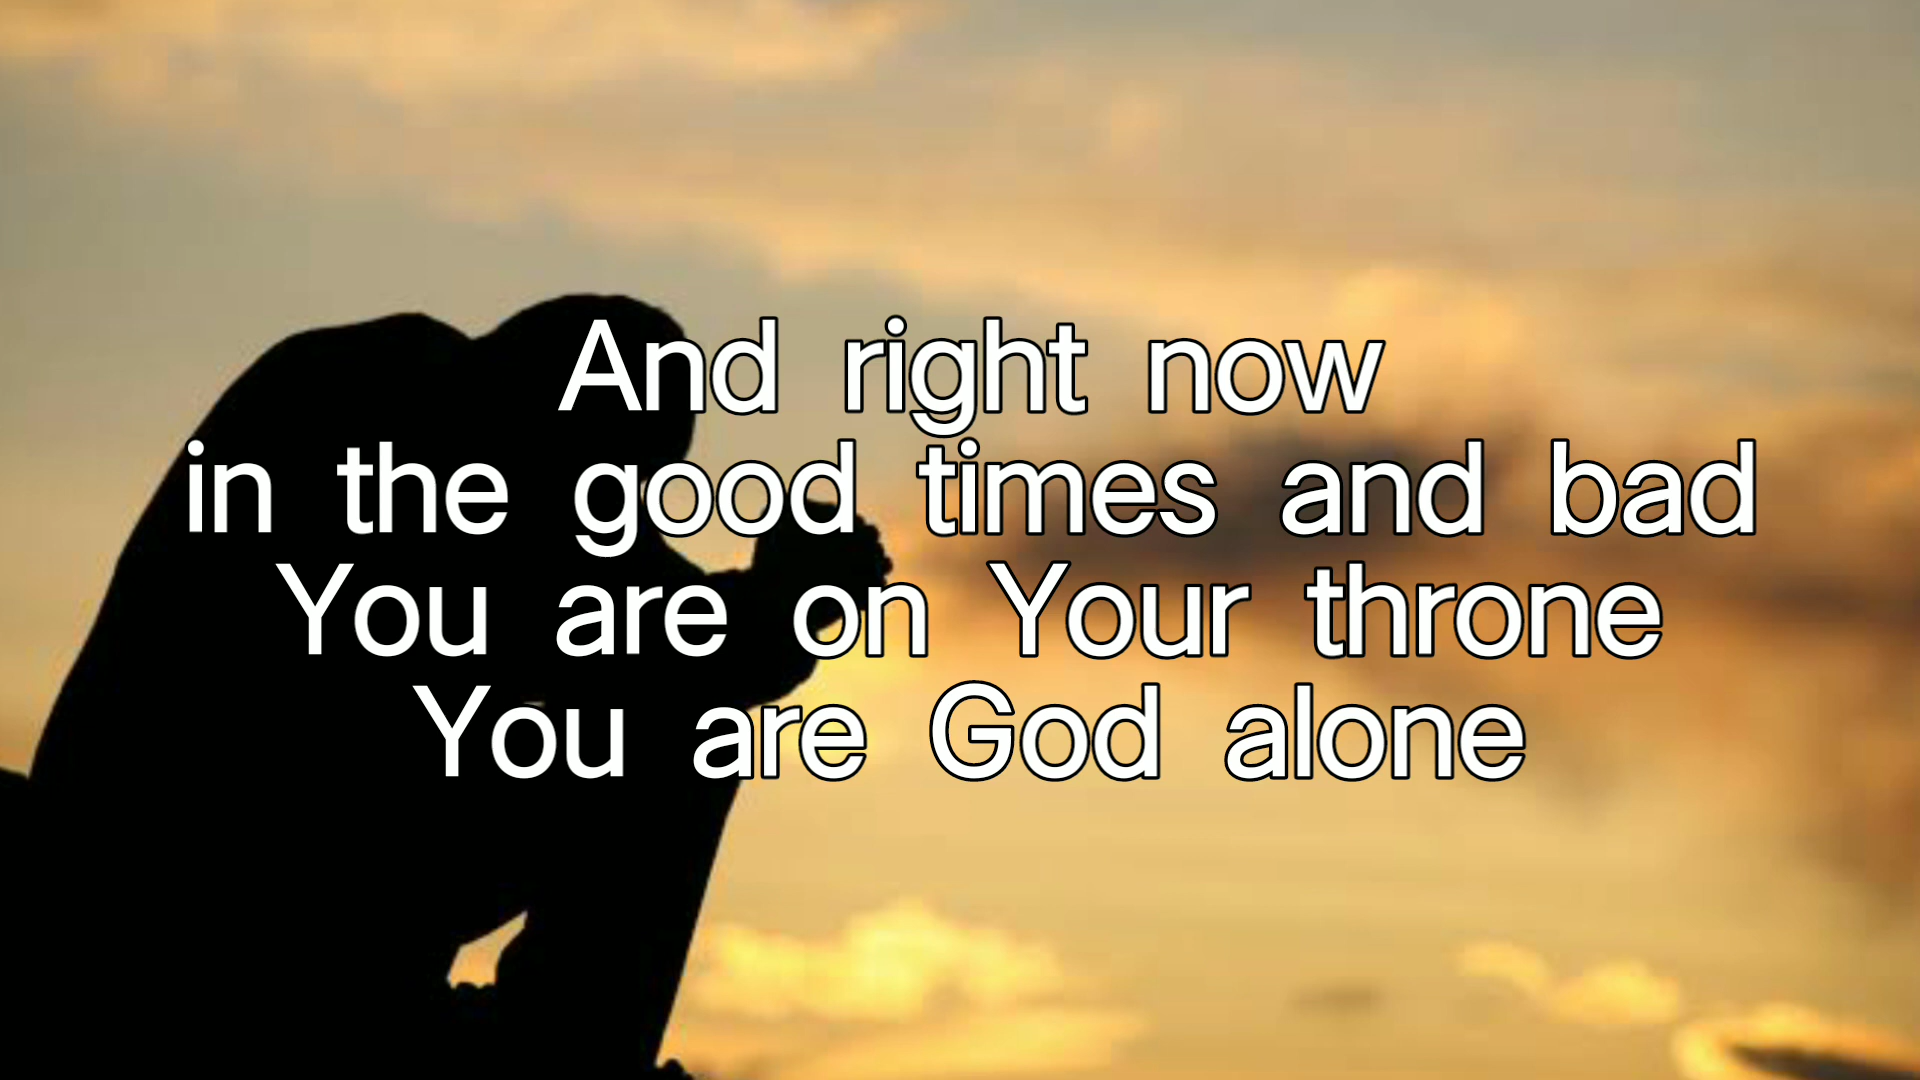 And right now
in the good times and bad
You are on Your throne
You are God alone